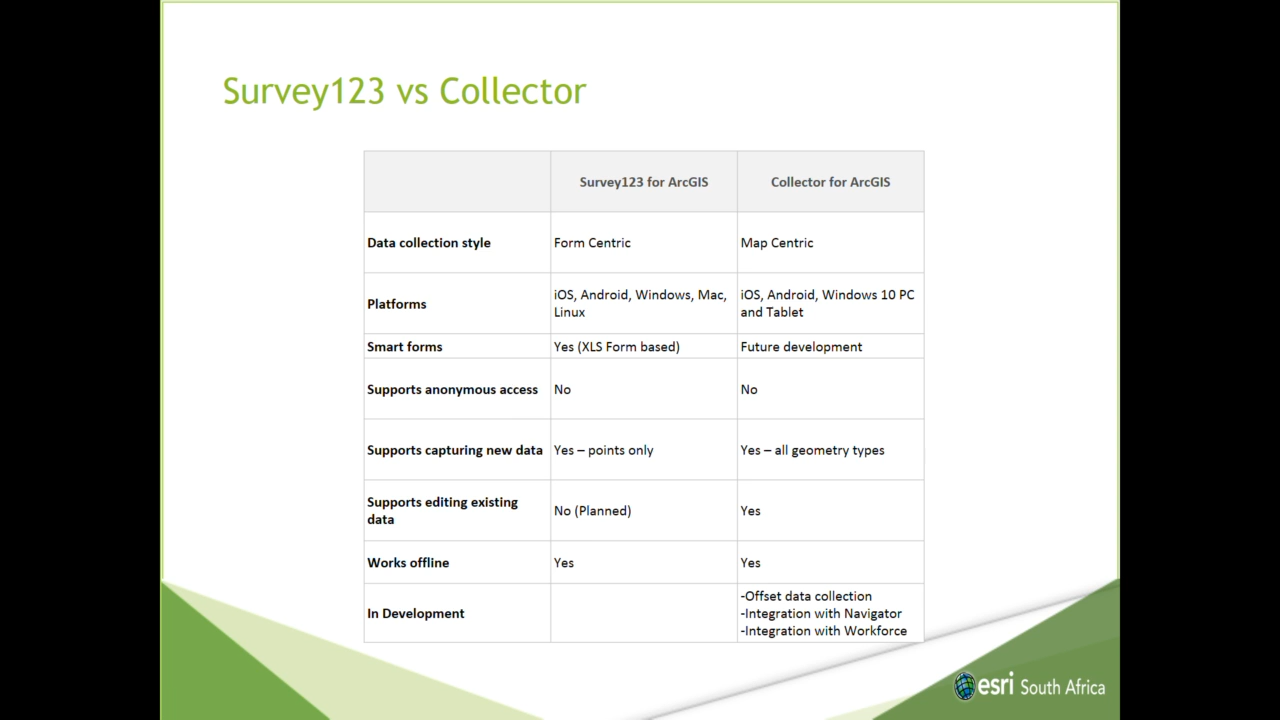 Survey123 vs Collector
Survey123 for ArcGIS
Collector for ArcGIS
Data collection style
Form Centric
Map Centric
Platforms
iOS, Android, Windows, Mac,
Linux
iOS, Android, Windows 10 PC
and Tablet
Smart forms
Yes (XLS Form based)
Future development
Supports anonymous access
No
No
Supports capturing new data
Yes – points only
Yes – all geometry types
Supports editing existing
data
No (Planned)
Yes
Works offline
Yes
Yes
In Development
-Offset data collection
-Integration with Navigator
-Integration with Workforce
esri South Africa